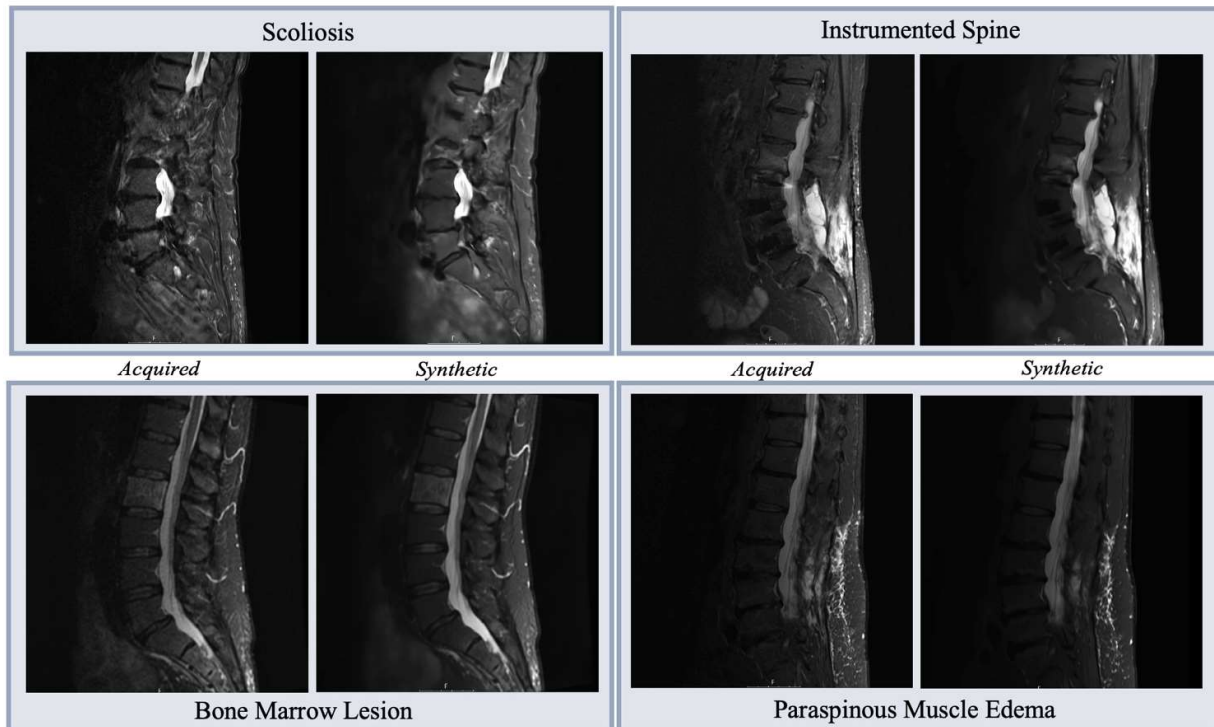 Scoliosis
Instrumented Spine
Acquired
Synthetic
Acquired
Synthetic
Bone Marrow Lesion
Paraspinous Muscle Edema